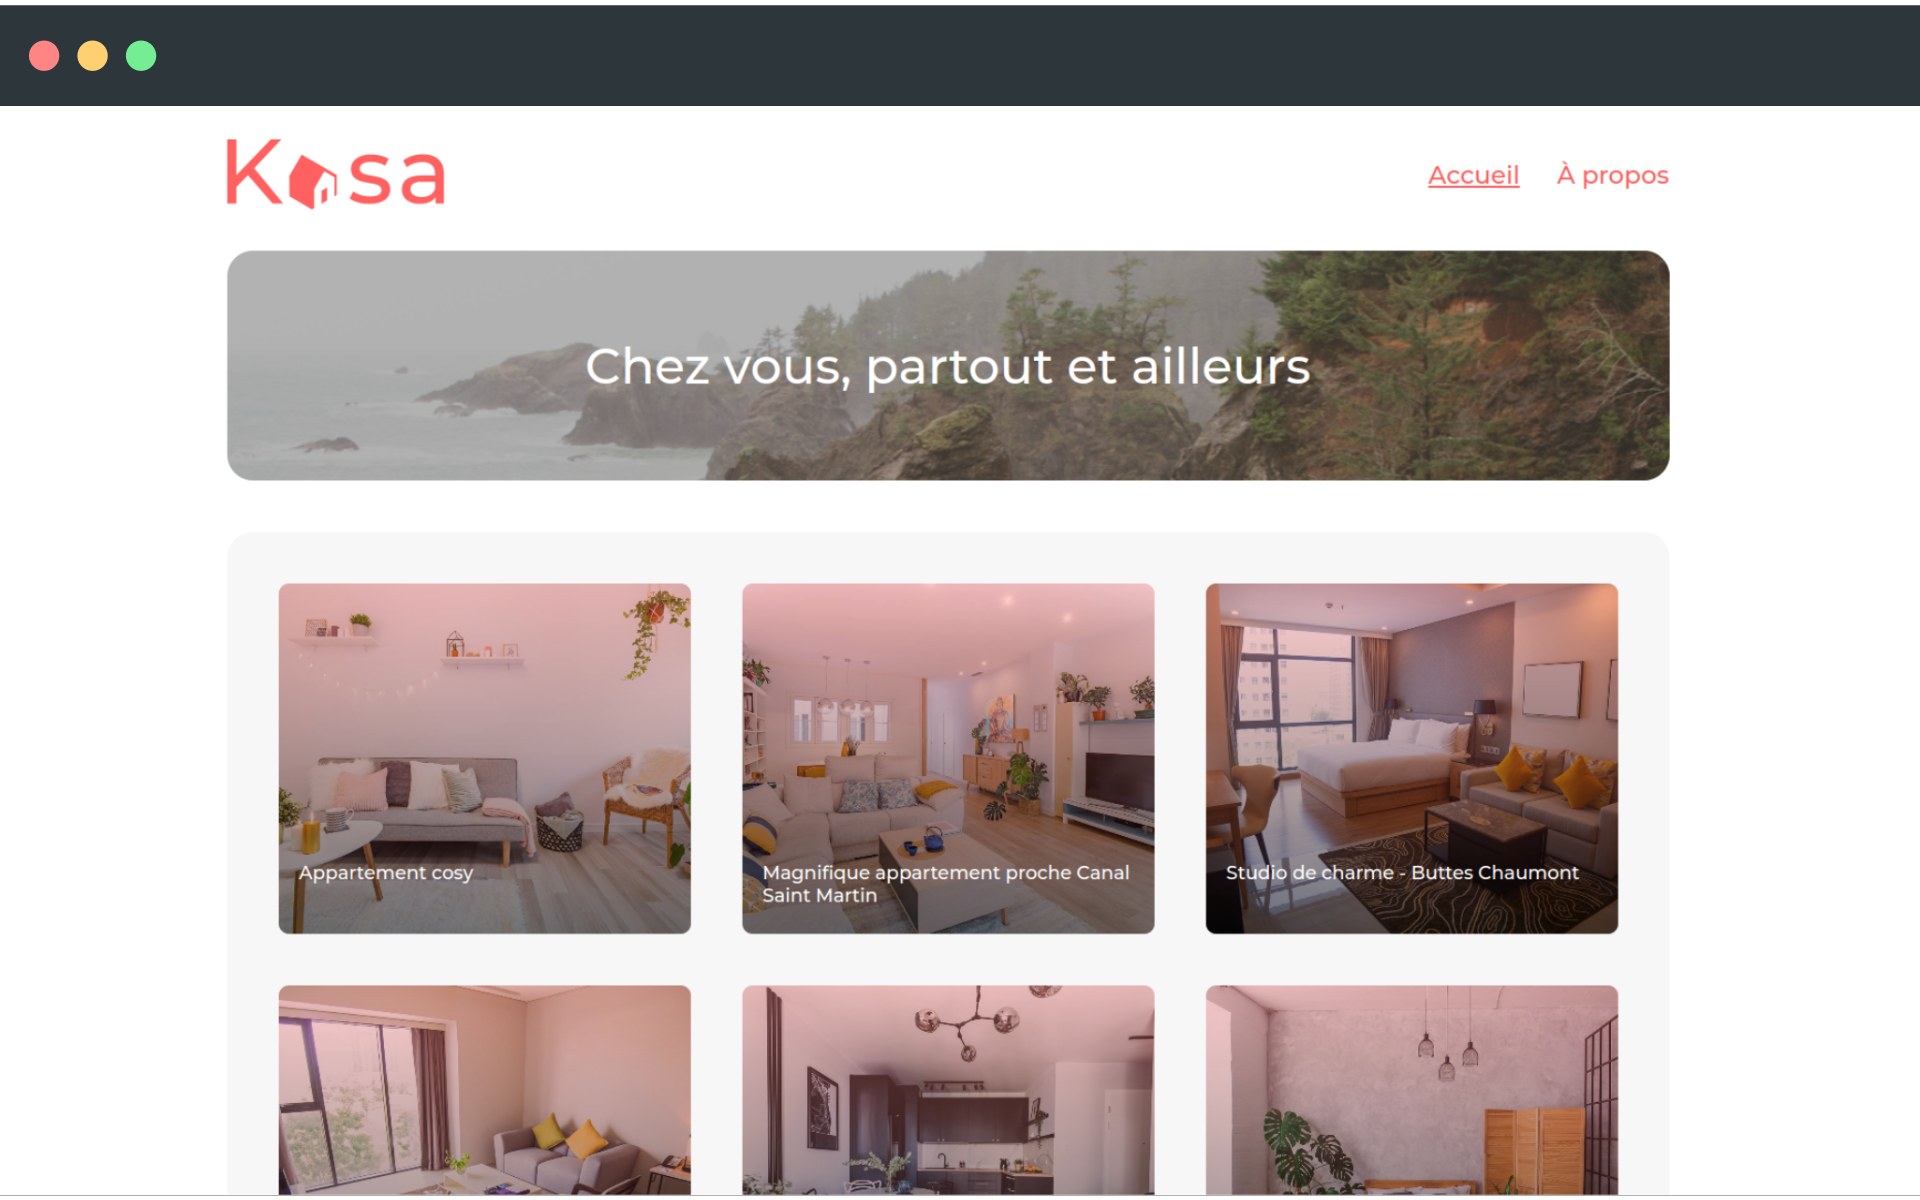 Kasa
Accueil À propos
Chez vous, partout et ailleurs
Appartement cosy
Magnifique appartement proche Canal
Saint Martin
Studio de charme - Buttes Chaumont